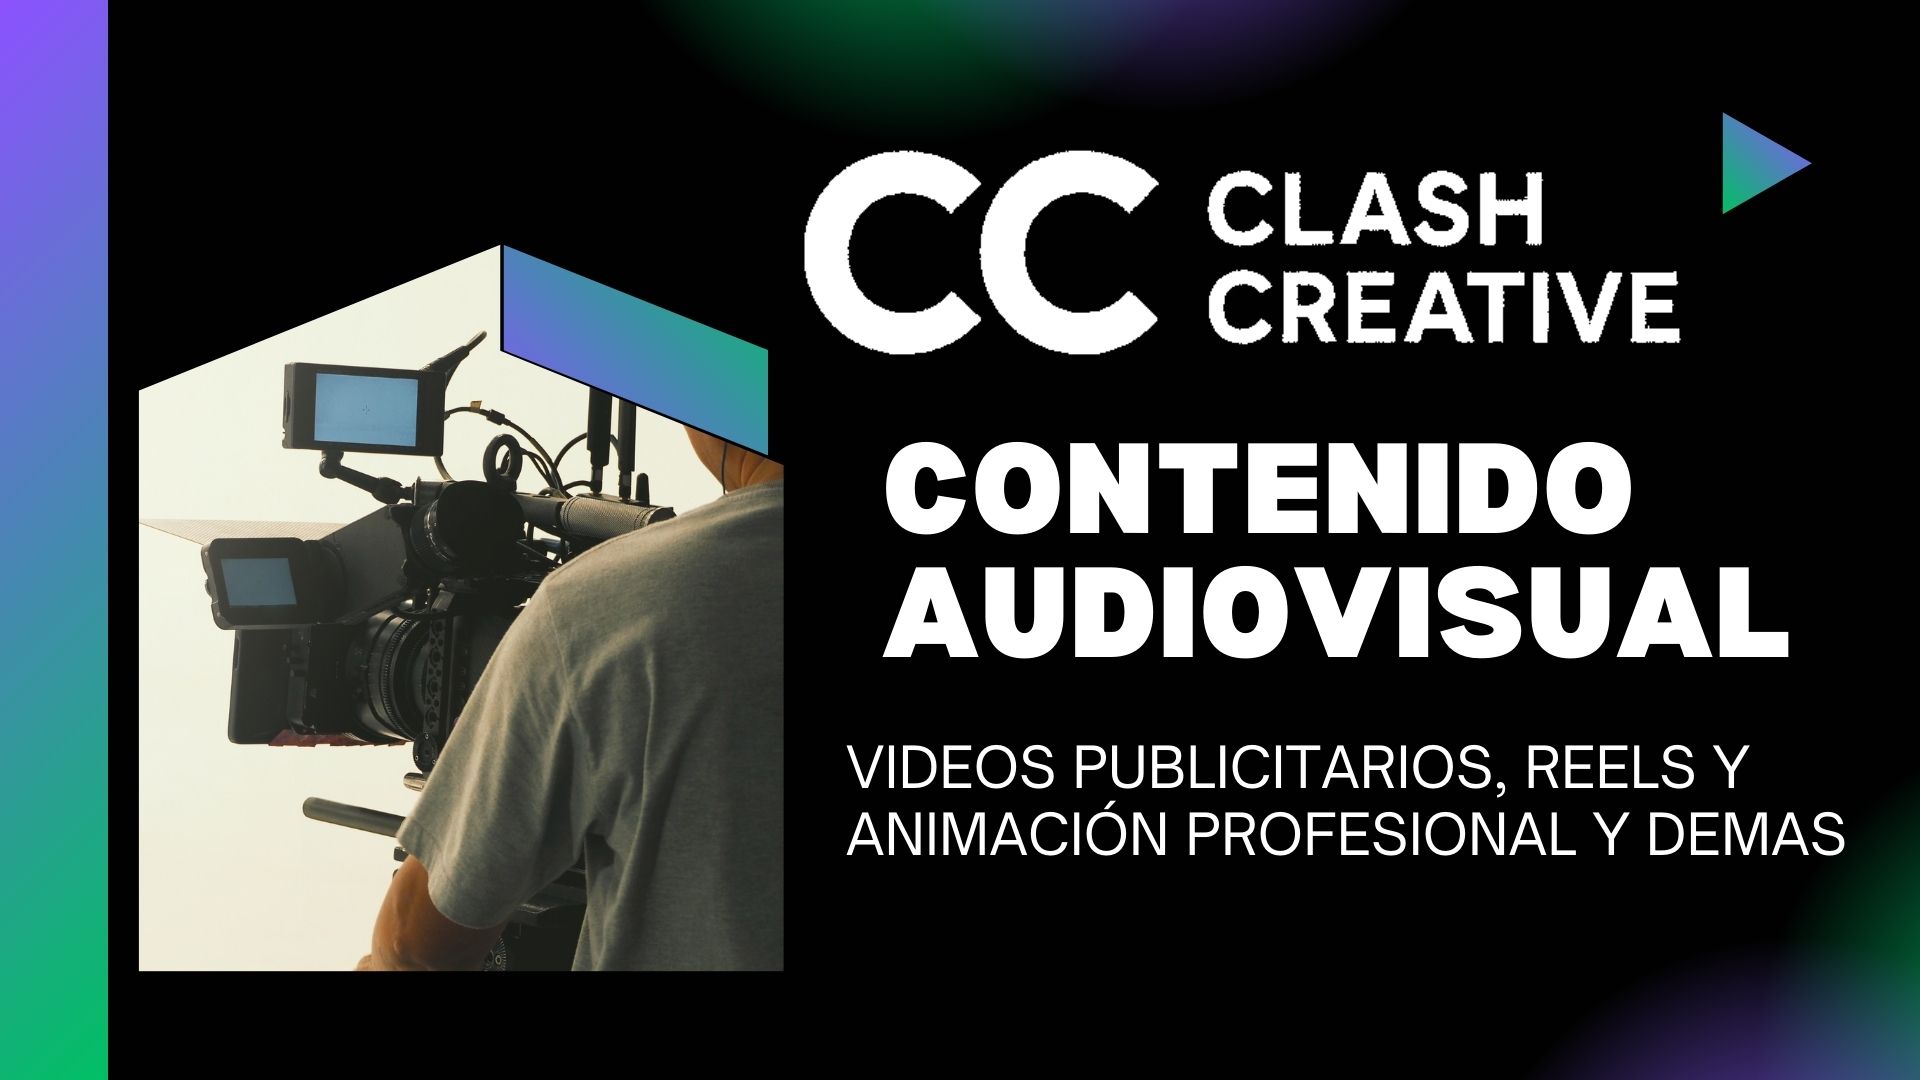 CC
CLASH
CREATIVE
CONTENIDO
AUDIOVISUAL
VIDEOS PUBLICITARIOS, REELS Y
ANIMACIÓN PROFESIONAL Y DEMAS